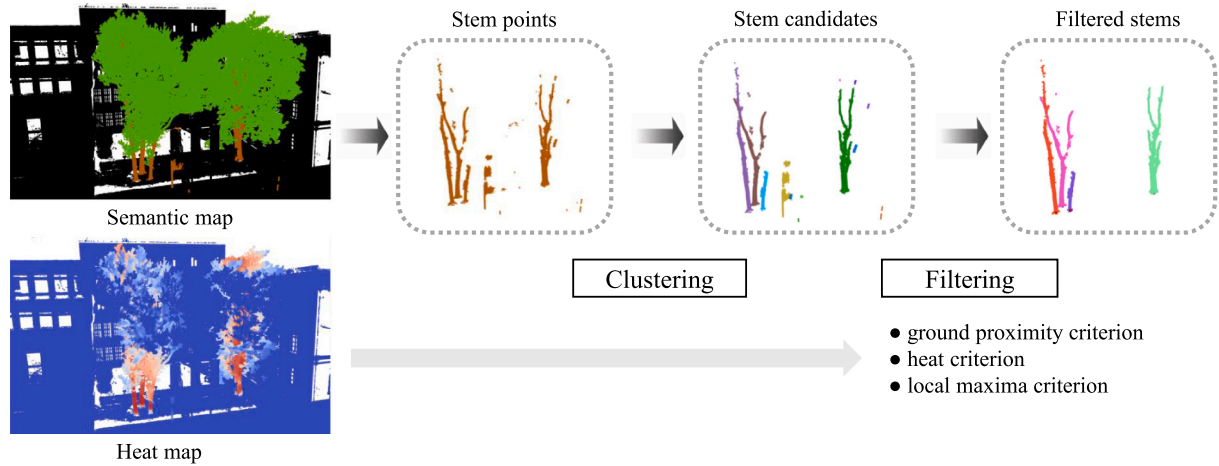 Stem points
Stem candidates
Filtered stems
Semantic map
Clustering
Filtering
● ground proximity criterion
● heat criterion
● local maxima criterion
Heat map